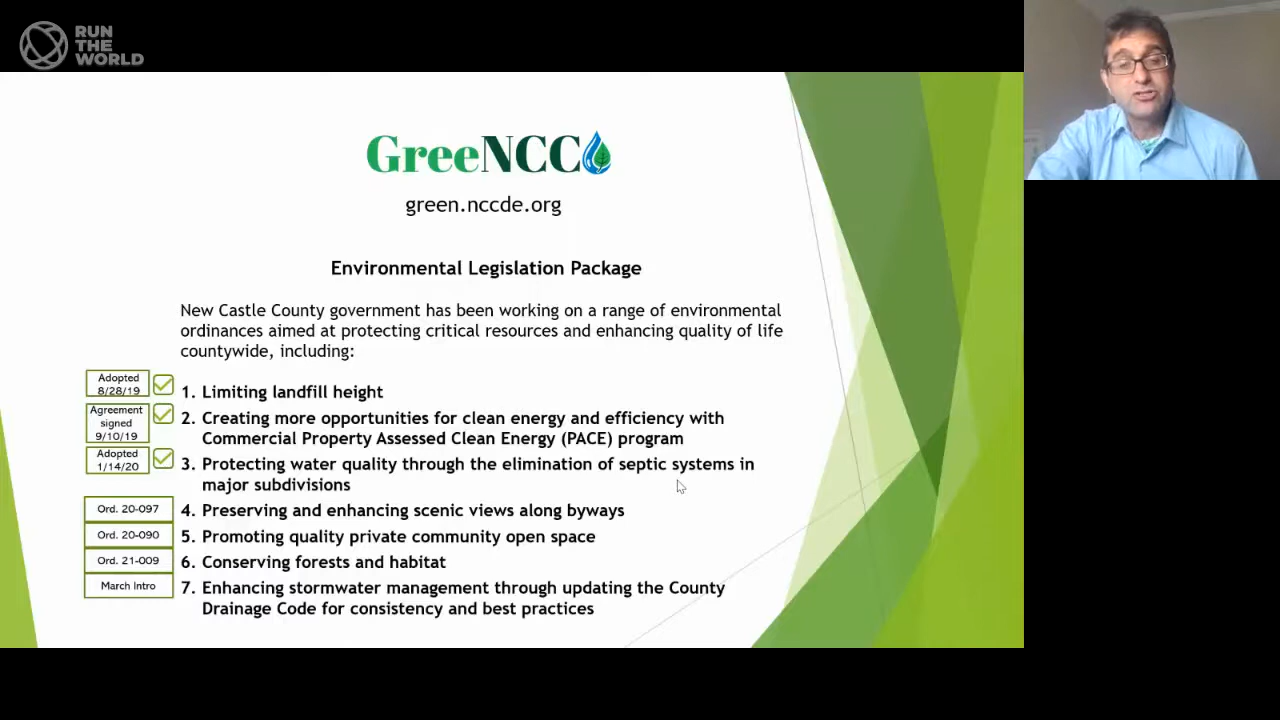 RUN
THE
WORLD
GreeNCC
green.nccde.org
Environmental Legislation Package
New Castle County government has been working on a range of environmental
ordinances aimed at protecting critical resources and enhancing quality of life
countywide, including:
Adopted
8/28/19
1. Limiting landfill height
Agreement
signed
9/10/19
2. Creating more opportunities for clean energy and efficiency with
Commercial Property Assessed Clean Energy (PACE) program
Adopted
1/14/20
3. Protecting water quality through the elimination of septic systems in
major subdivisions
Ord. 20-097
4. Preserving and enhancing scenic views along byways
Ord. 20-090
5. Promoting quality private community open space
Ord. 21-009
6. Conserving forests and habitat
March Intro
7. Enhancing stormwater management through updating the County
Drainage Code for consistency and best practices